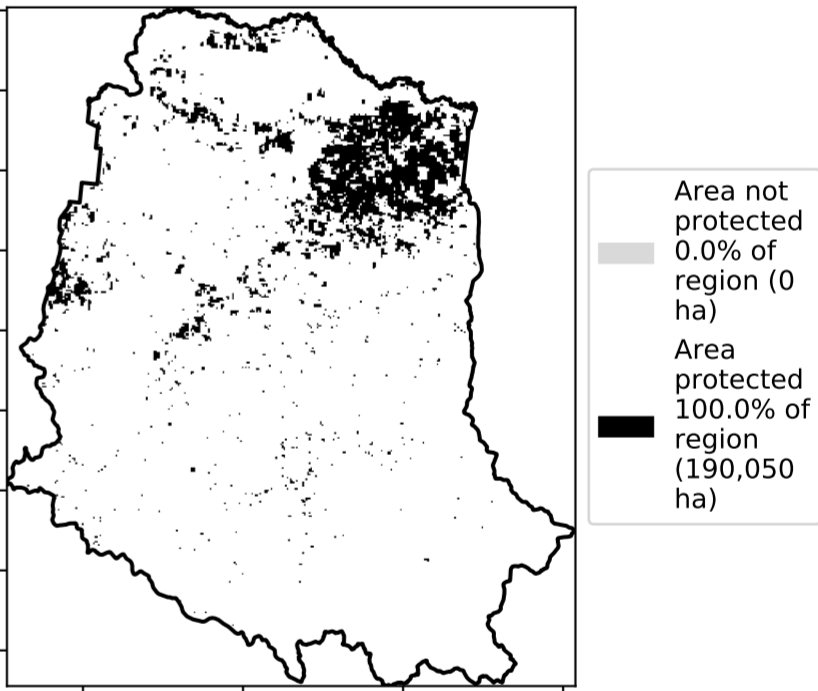 Area not
protected
0.0% of
region (0
ha)
Area
protected
100.0% of
region
(190,050
ha)